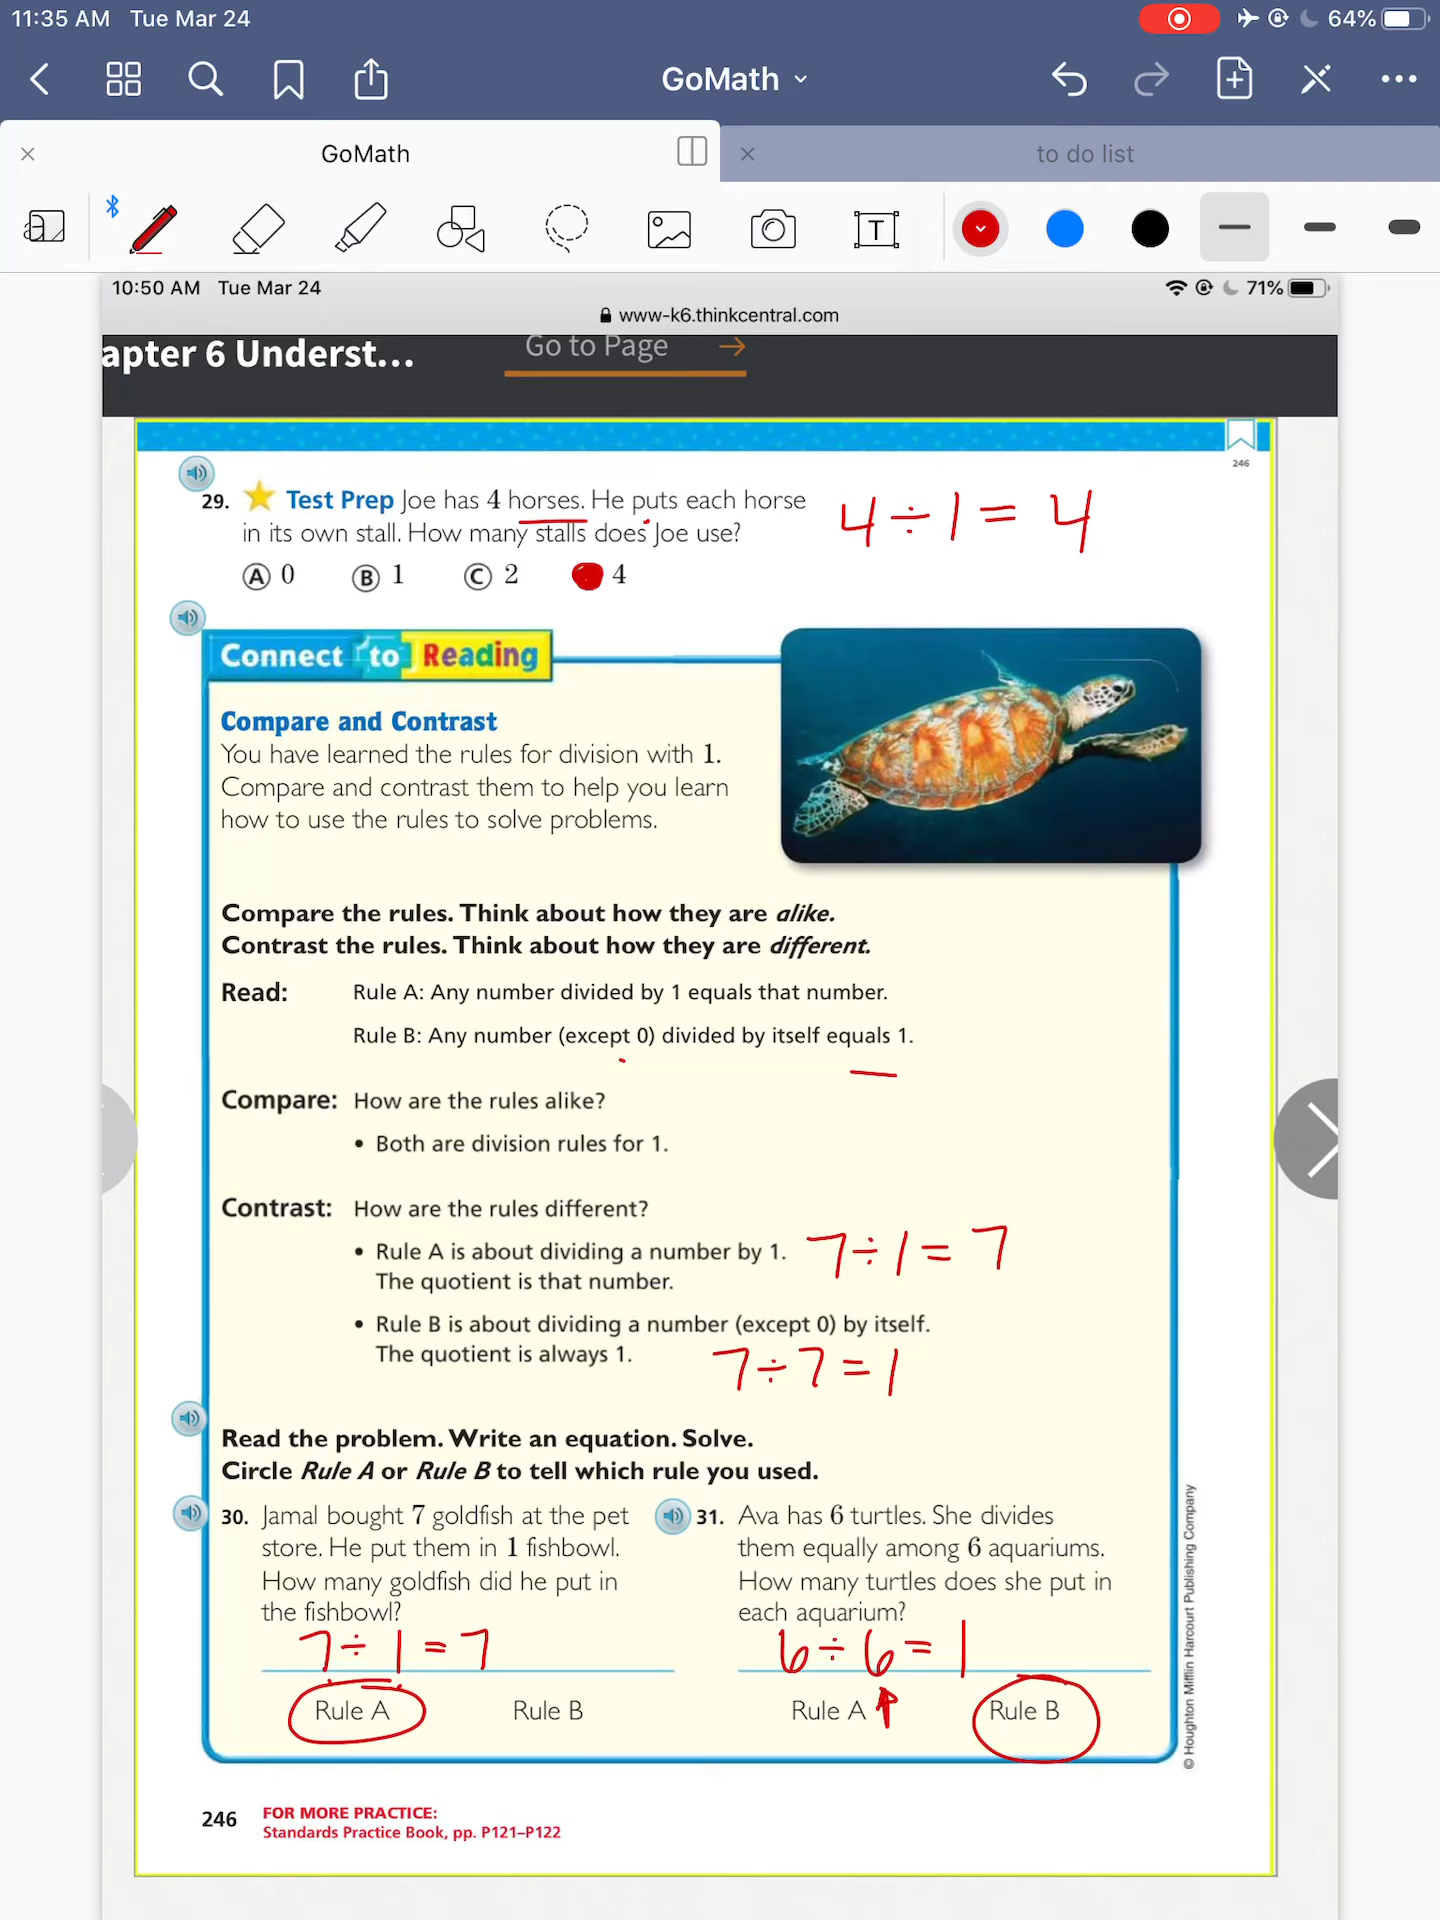 11:35 AM Tue Mar 24 64%
GoMath
GoMath to do list
10:50 AM Tue Mar 24 71%
www-k6.thinkcentral.com
apter 6 Underst... Go to Page →
246
29. Test Prep Joe has 4 horses. He puts each horse
in its own stall. How many stalls does Joe use?
4 ÷ 1 = 4
A 0 B 1 C 2 4
Connect to Reading
Compare and Contrast
You have learned the rules for division with 1.
Compare and contrast them to help you learn
how to use the rules to solve problems.
Compare the rules. Think about how they are alike.
Contrast the rules. Think about how they are different.
Read: Rule A: Any number divided by 1 equals that number.
Rule B: Any number (except 0) divided by itself equals 1.
Compare: How are the rules alike?
• Both are division rules for 1.
Contrast: How are the rules different?
• Rule A is about dividing a number by 1. 7 ÷ 1 = 7
The quotient is that number.
• Rule B is about dividing a number (except 0) by itself.
The quotient is always 1. 7 ÷ 7 = 1
Read the problem. Write an equation. Solve.
Circle Rule A or Rule B to tell which rule you used.
30. Jamal bought 7 goldfish at the pet
store. He put them in 1 fishbowl.
How many goldfish did he put in
the fishbowl?
7 ÷ 1 = 7
Rule A Rule B
31. Ava has 6 turtles. She divides
them equally among 6 aquariums.
How many turtles does she put in
each aquarium?
6 ÷ 6 = 1
Rule A Rule B
© Houghton Mifflin Harcourt Publishing Company
246 FOR MORE PRACTICE:
Standards Practice Book, pp. P121–P122